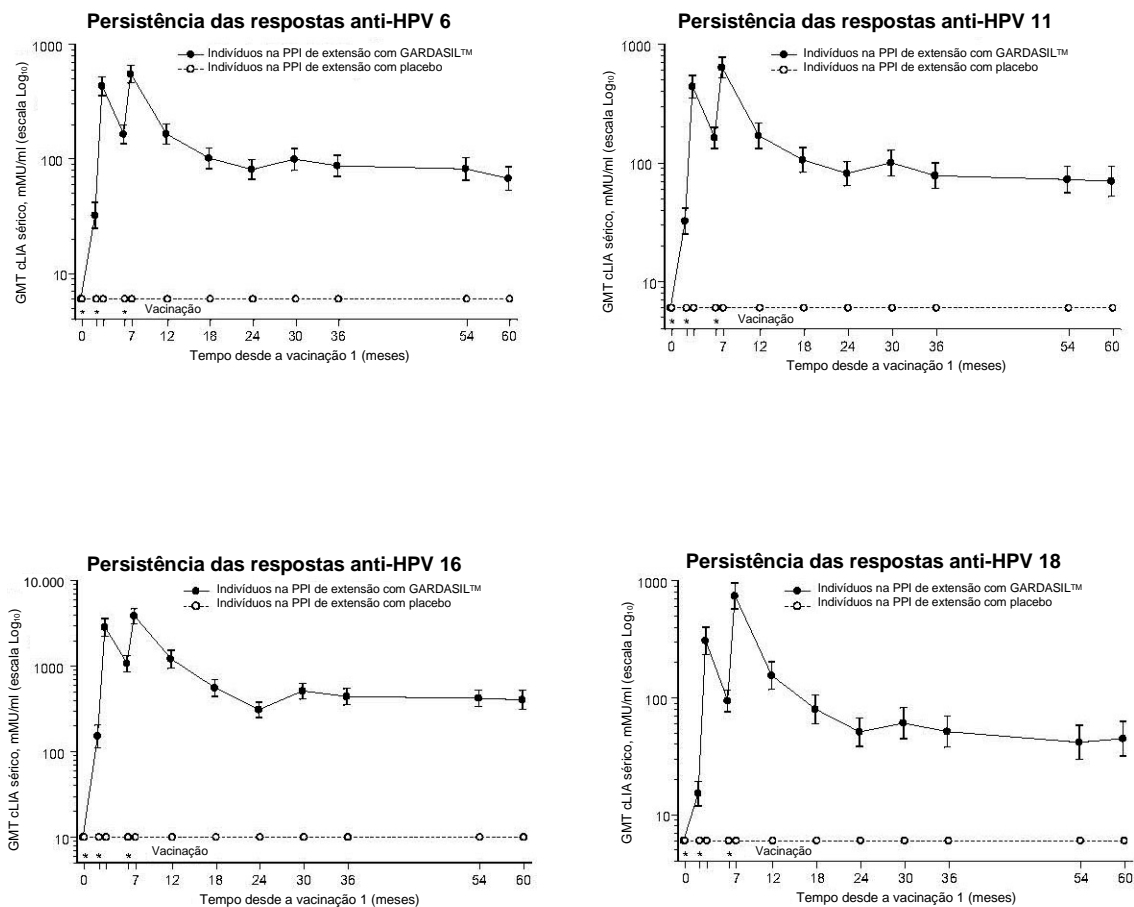 Persistência das respostas anti-HPV 6
GMT cLIA sérico, mMU/ml (escala Log₁₀)
1000
100
10
Indivíduos na PPI de extensão com GARDASIL™
Indivíduos na PPI de extensão com placebo
* * * Vacinação
0 7 12 18 24 30 36 54 60
Tempo desde a vacinação 1 (meses)
Persistência das respostas anti-HPV 11
GMT cLIA sérico, mMU/ml (escala Log₁₀)
1000
100
10
Indivíduos na PPI de extensão com GARDASIL™
Indivíduos na PPI de extensão com placebo
* * * Vacinação
0 7 12 18 24 30 36 54 60
Tempo desde a vacinação 1 (meses)
Persistência das respostas anti-HPV 16
GMT cLIA sérico, mMU/ml (escala Log₁₀)
10.000
1000
100
10
Indivíduos na PPI de extensão com GARDASIL™
Indivíduos na PPI de extensão com placebo
* * * Vacinação
0 7 12 18 24 30 36 54 60
Tempo desde a vacinação 1 (meses)
Persistência das respostas anti-HPV 18
GMT cLIA sérico, mMU/ml (escala Log₁₀)
1000
100
10
Indivíduos na PPI de extensão com GARDASIL™
Indivíduos na PPI de extensão com placebo
* * * Vacinação
0 7 12 18 24 30 36 54 60
Tempo desde a vacinação 1 (meses)